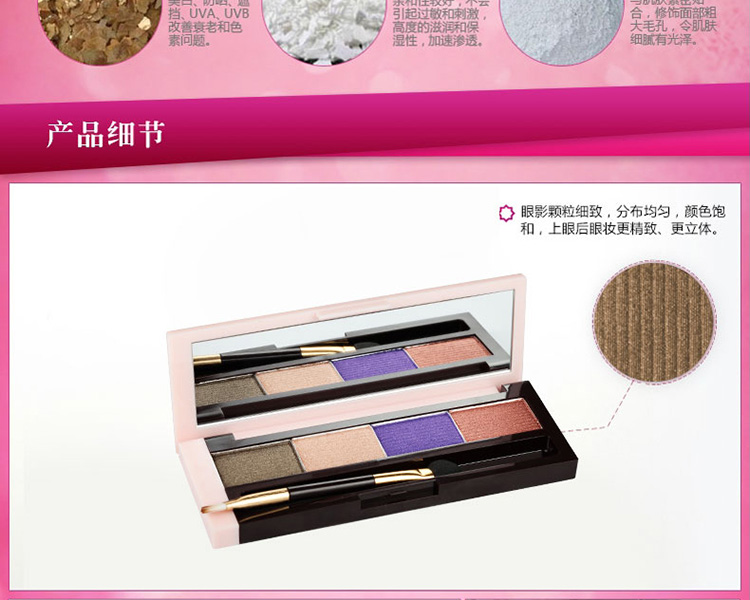 美白、防晒、遮
挡、UVA、UVB
改善衰老和色
素问题。
亲和性较好，不会
引起过敏和刺激，
高度的滋润和保
湿性，加速渗透。
与肌肤紧密贴
合，修饰面部粗
大毛孔，令肌肤
细腻有光泽。
产品细节
眼影颗粒细致，分布均匀，颜色饱
和，上眼后眼妆更精致、更立体。